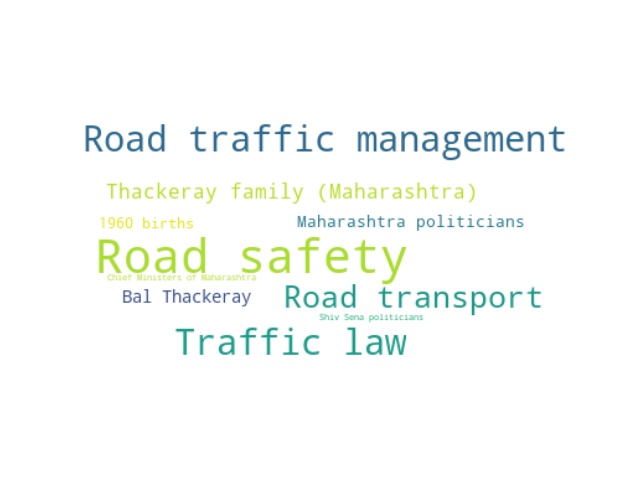 Road traffic management
Thackeray family (Maharashtra)
1960 births
Maharashtra politicians
Road safety
Chief Ministers of Maharashtra
Bal Thackeray
Road transport
Shiv Sena politicians
Traffic law